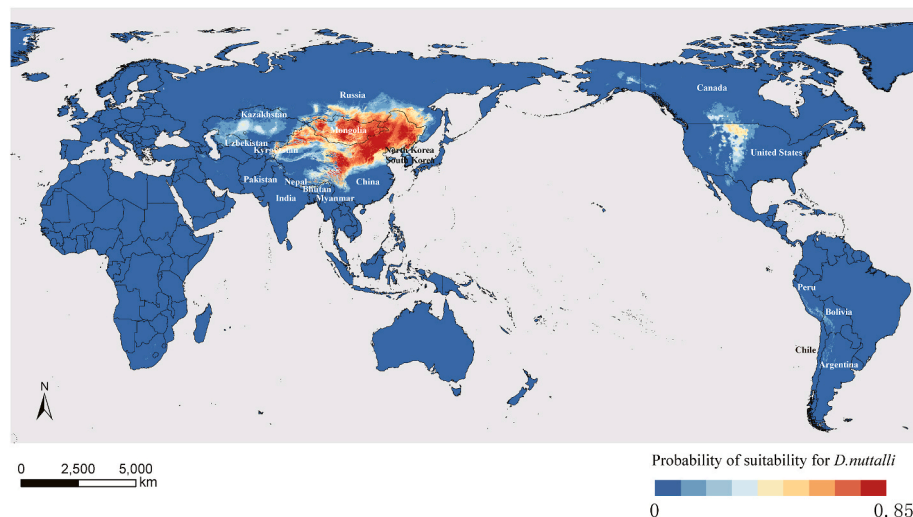 Russia
Canada
Kazakhstan
Mongolia
Uzbekistan
North Korea
United States
Kyrgyzstan
South Korea
Pakistan
Nepal
China
Bhutan
India
Myanmar
Peru
Bolivia
Chile
Argentina
N
0 2,500 5,000
km
Probability of suitability for D.nuttalli
0 0.85